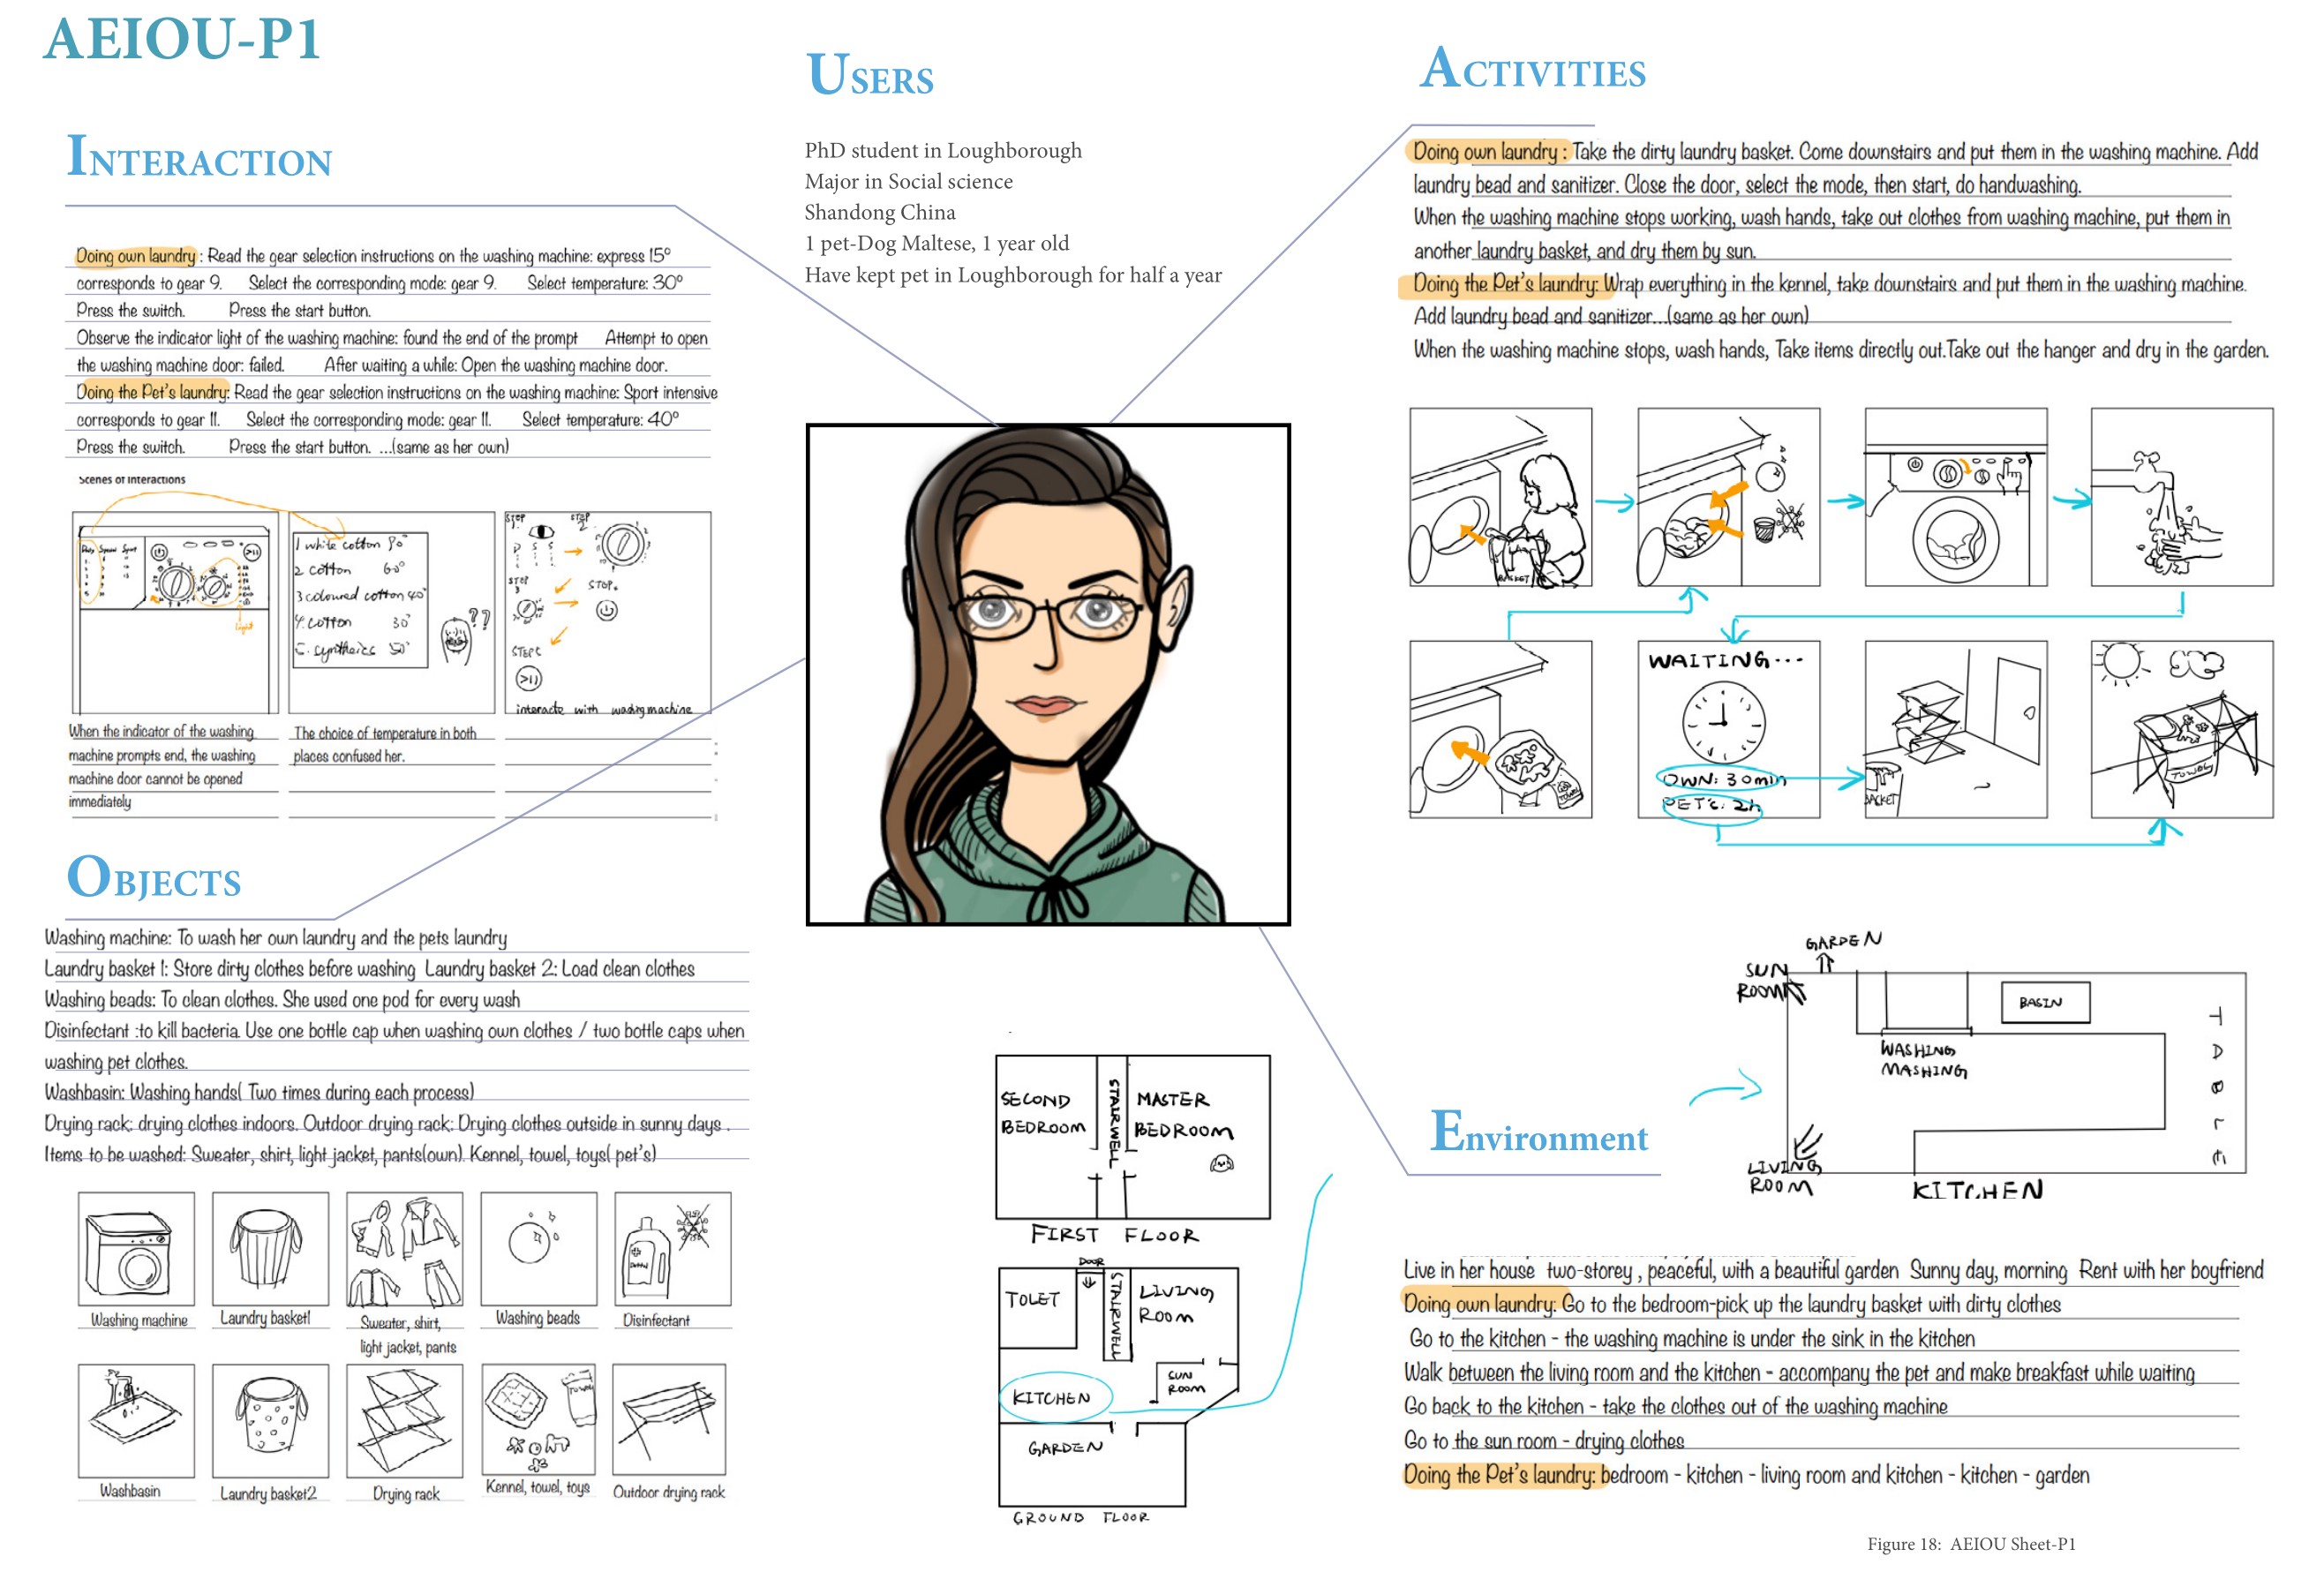 AEIOU-P1
INTERACTION
Doing own laundry : Read the gear selection instructions on the washing machine: express 15°
corresponds to gear 9. Select the corresponding mode: gear 9. Select temperature: 30°
Press the switch. Press the start button.
Observe the indicator light of the washing machine: found the end of the prompt Attempt to open
the washing machine door: failed. After waiting a while: Open the washing machine door.
Doing the Pet's laundry: Read the gear selection instructions on the washing machine: Sport intensive
corresponds to gear 11. Select the corresponding mode: gear 11. Select temperature: 40°
Press the switch. Press the start button. ...(same as her own)
Scenes of Interactions
1 white cotton 90°
2 cotton 60°
3 coloured cotton 40°
4. cotton 30°
5. synthetics 50°
??
Light
STEP
STEP 2
STEP 3
STOP
STEP
interacte with wading machine
When the indicator of the washing
machine prompts end, the washing
machine door cannot be opened
immediately
The choice of temperature in both
places confused her.
OBJECTS
Washing machine: To wash her own laundry and the pets laundry
Laundry basket 1: Store dirty clothes before washing Laundry basket 2: Load clean clothes
Washing beads: To clean clothes. She used one pod for every wash
Disinfectant :to kill bacteria. Use one bottle cap when washing own clothes / two bottle caps when
washing pet clothes.
Washbasin: Washing hands( Two times during each process)
Drying rack: drying clothes indoors. Outdoor drying rack: Drying clothes outside in sunny days .
Items to be washed: Sweater, shirt, light jacket, pants(own). Kennel, towel, toys( pet's)
Washing machine
Laundry basket1
Sweater, shirt,
light jacket, pants
Washing beads
Dettol
Disinfectant
Washbasin
Laundry basket2
Drying rack
TOWEL
Kennel, towel, toys
Outdoor drying rack
USERS
PhD student in Loughborough
Major in Social science
Shandong China
1 pet-Dog Maltese, 1 year old
Have kept pet in Loughborough for half a year
SECOND
BEDROOM
STAIRWELL
MASTER
BEDROOM
FIRST FLOOR
DOOR
TOLET
STAIRWELL
LIVING
ROOM
SUN
ROOM
KITCHEN
GARDEN
GROUND FLOOR
ACTIVITIES
Doing own laundry : Take the dirty laundry basket. Come downstairs and put them in the washing machine. Add
laundry bead and sanitizer. Close the door, select the mode, then start, do handwashing.
When the washing machine stops working, wash hands, take out clothes from washing machine, put them in
another laundry basket, and dry them by sun.
Doing the Pet's laundry: Wrap everything in the kennel, take downstairs and put them in the washing machine.
Add laundry bead and sanitizer...(same as her own)
When the washing machine stops, wash hands, Take items directly out.Take out the hanger and dry in the garden.
BASKET
WAITING...
OWN: 30min
PET's: 2h
BACKET
TOWEL
Environment
GARDEN
SUN
ROOM
BASIN
WASHING
MASHING
LIVING
ROOM
KITCHEN
Live in her house two-storey , peaceful, with a beautiful garden Sunny day, morning Rent with her boyfriend
Doing own laundry: Go to the bedroom-pick up the laundry basket with dirty clothes
Go to the kitchen - the washing machine is under the sink in the kitchen
Walk between the living room and the kitchen - accompany the pet and make breakfast while waiting
Go back to the kitchen - take the clothes out of the washing machine
Go to the sun room - drying clothes
Doing the Pet's laundry: bedroom - kitchen - living room and kitchen - kitchen - garden
Figure 18: AEIOU Sheet-P1